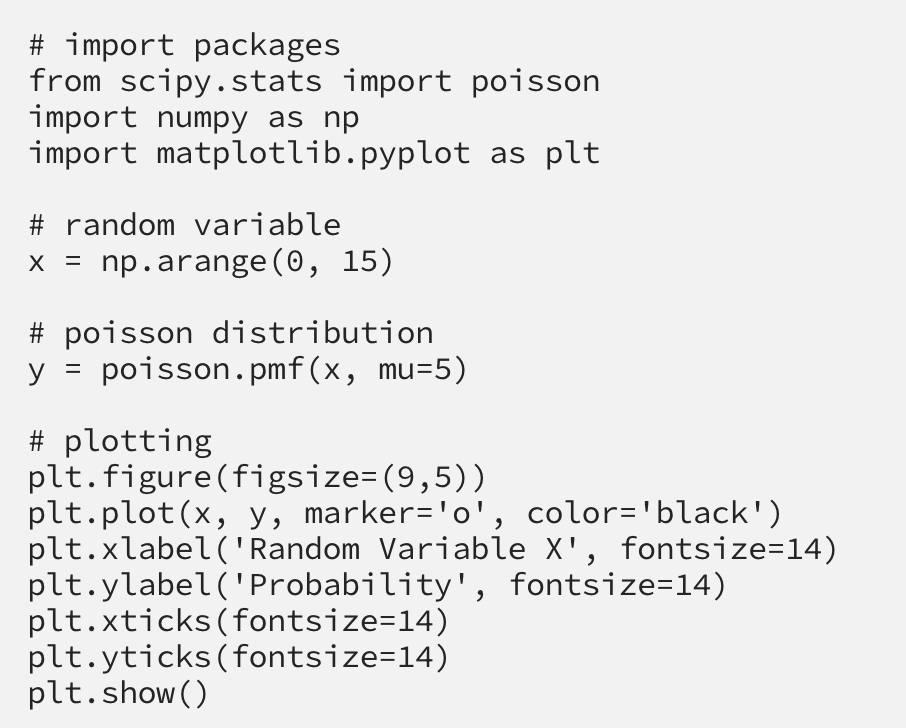 # import packages
from scipy.stats import poisson
import numpy as np
import matplotlib.pyplot as plt

# random variable
x = np.arange(0, 15)

# poisson distribution
y = poisson.pmf(x, mu=5)

# plotting
plt.figure(figsize=(9,5))
plt.plot(x, y, marker='o', color='black')
plt.xlabel('Random Variable X', fontsize=14)
plt.ylabel('Probability', fontsize=14)
plt.xticks(fontsize=14)
plt.yticks(fontsize=14)
plt.show()